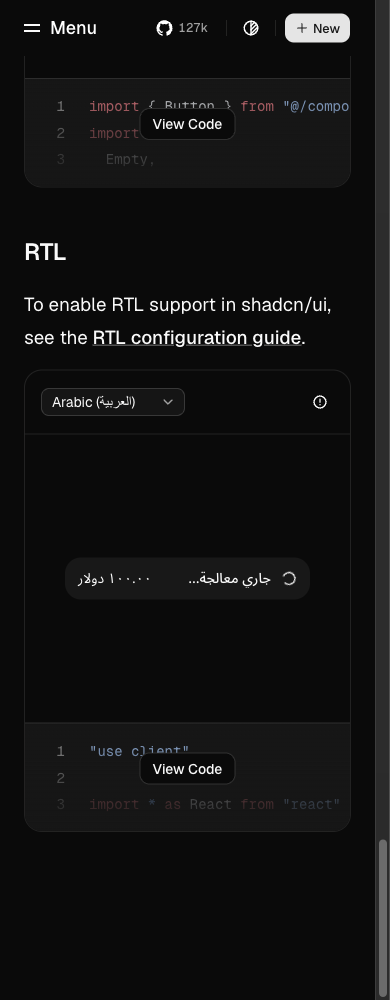 Menu
127k
New
1 import { Button } from "@/compo
2 import
View Code
3 Empty,
RTL
To enable RTL support in shadcn/ui,
see the RTL configuration guide.
Arabic (العربية)
جاري معالجة...
١٠٠.٠٠ دولار
1 "use client"
2
View Code
3 import * as React from "react"